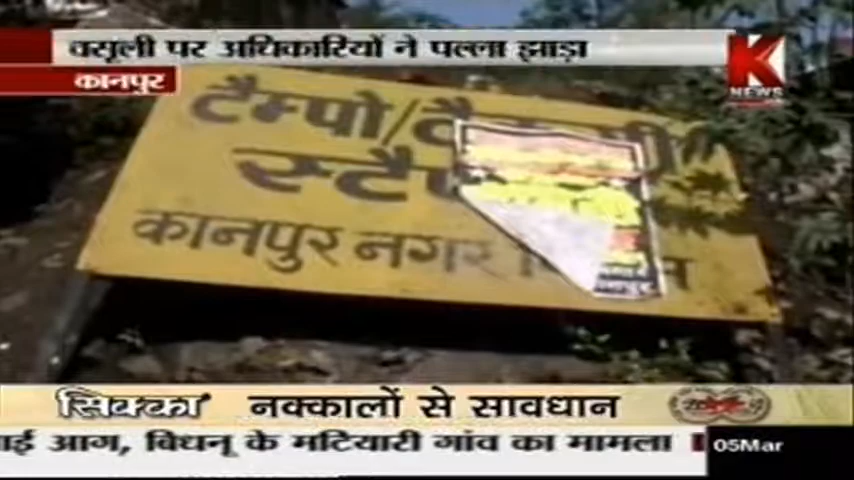 वसूली पर अधिकारियों ने पल्ला झाड़ा
K
NEWS
कानपुर
टैम्पो/
स्टै
कानपुर नगर
सिक्का नक्कालों से सावधान
ाई आग, बिधनू के मटियारी गांव का मामला
05Mar